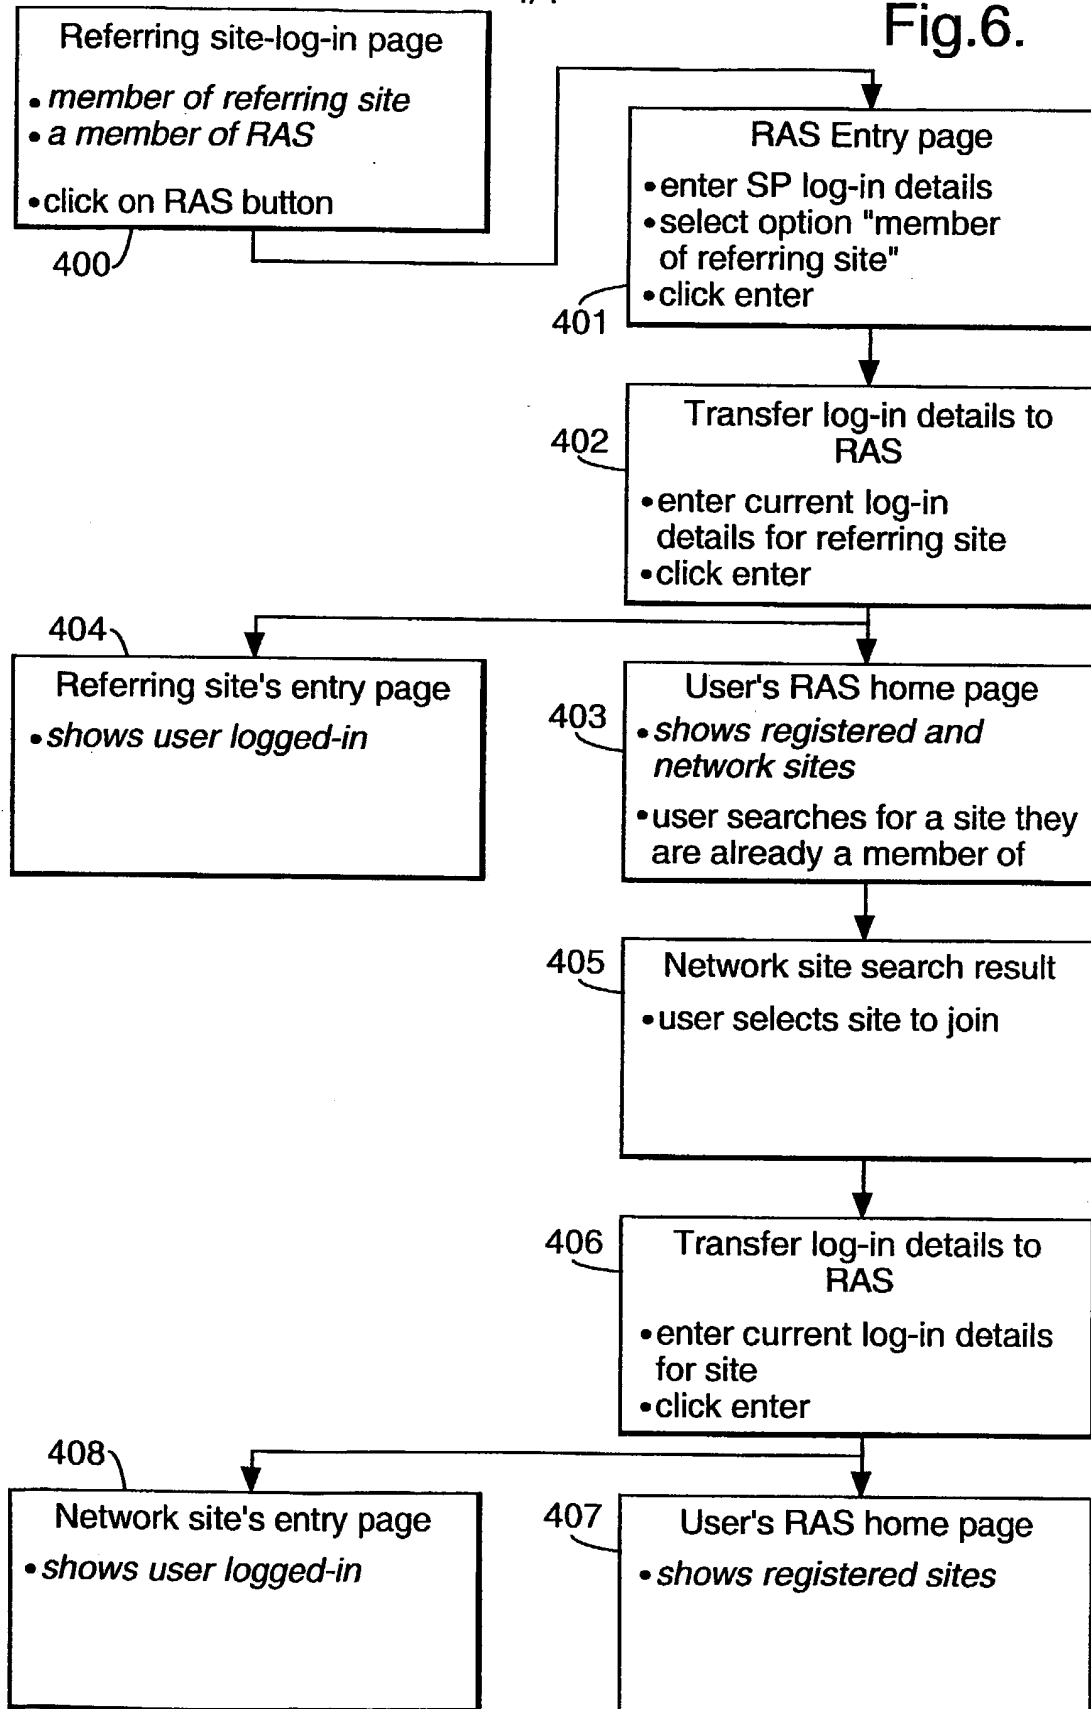 Fig.6.
Referring site-log-in page
• member of referring site
• a member of RAS
• click on RAS button
400
RAS Entry page
• enter SP log-in details
• select option "member
of referring site"
• click enter
401
Transfer log-in details to
RAS
• enter current log-in
details for referring site
• click enter
402
404
Referring site's entry page
• shows user logged-in
User's RAS home page
• shows registered and
network sites
• user searches for a site they
are already a member of
403
405
Network site search result
• user selects site to join
406
Transfer log-in details to
RAS
• enter current log-in details
for site
• click enter
408
Network site's entry page
• shows user logged-in
407
User's RAS home page
• shows registered sites